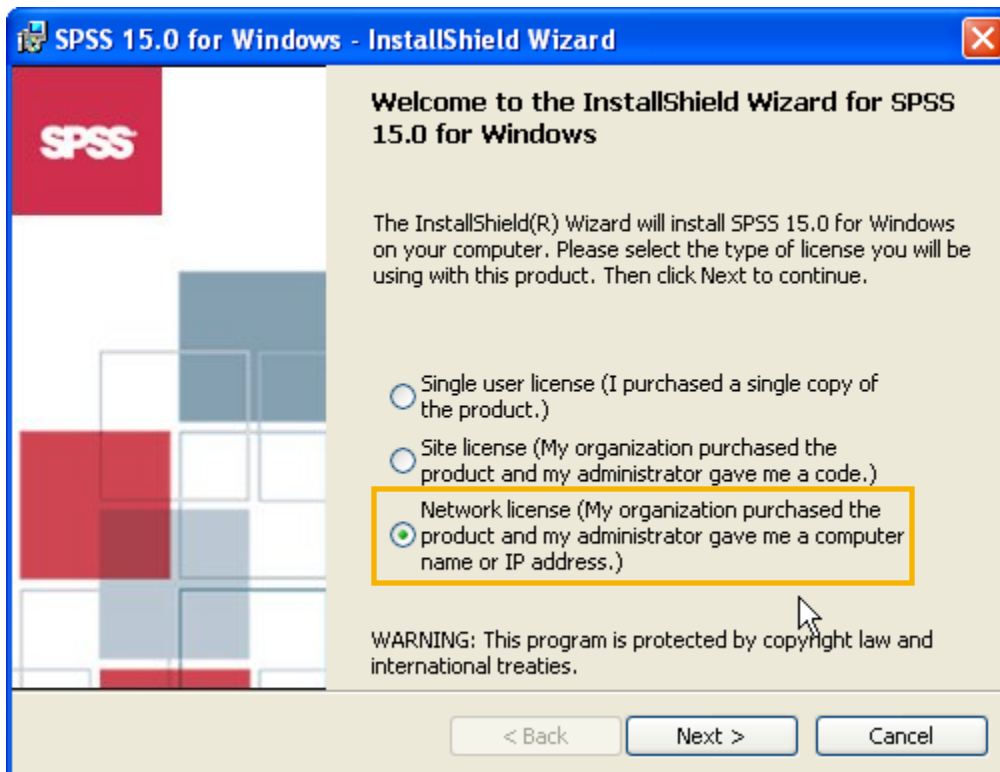 SPSS 15.0 for Windows - InstallShield Wizard
SPSS
Welcome to the InstallShield Wizard for SPSS
15.0 for Windows
The InstallShield(R) Wizard will install SPSS 15.0 for Windows
on your computer. Please select the type of license you will be
using with this product. Then click Next to continue.
Single user license (I purchased a single copy of
the product.)
Site license (My organization purchased the
product and my administrator gave me a code.)
Network license (My organization purchased the
product and my administrator gave me a computer
name or IP address.)
WARNING: This program is protected by copyright law and
international treaties.
< Back
Next >
Cancel